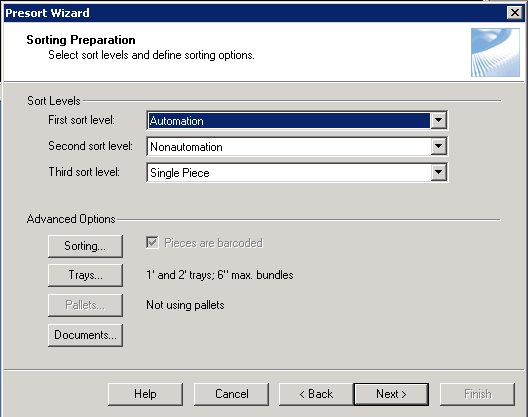 Presort Wizard
Sorting Preparation
Select sort levels and define sorting options.
Sort Levels
First sort level: Automation
Second sort level: Nonautomation
Third sort level: Single Piece
Advanced Options
Sorting... Pieces are barcoded
Trays... 1' and 2' trays; 6" max. bundles
Pallets... Not using pallets
Documents...
Help Cancel < Back Next > Finish